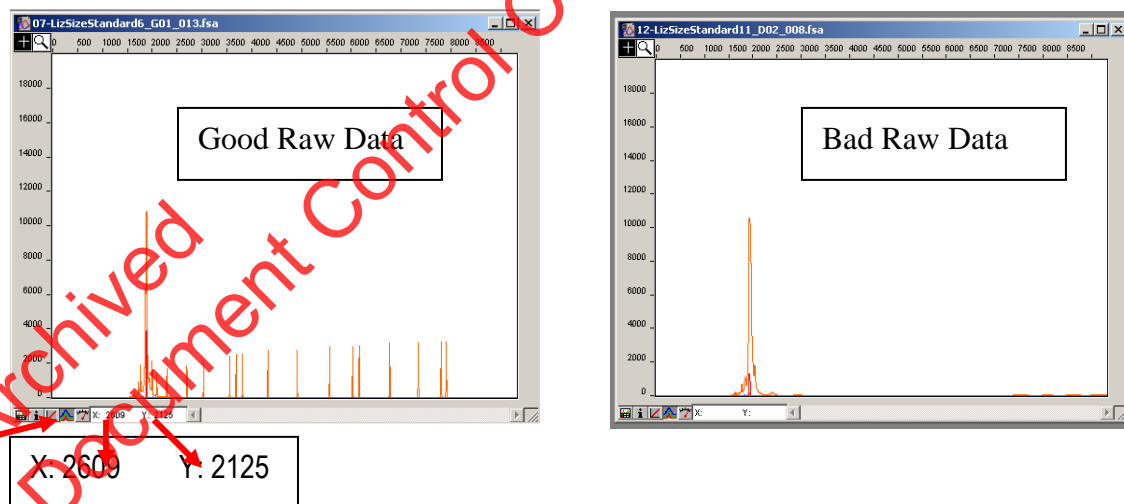 07-LizSizeStandard6_G01_013.fsa
0 500 1000 1500 2000 2500 3000 3500 4000 4500 5000 5500 6000 6500 7000 7500 8000 8500
18000
16000
14000
12000
10000
8000
6000
4000
2000
0
Good Raw Data
X: 2609 Y: 2125
X: 2609 Y: 2125
12-LizSizeStandard11_D02_008.fsa
0 500 1000 1500 2000 2500 3000 3500 4000 4500 5000 5500 6000 6500 7000 7500 8000 8500
18000
16000
14000
12000
10000
8000
6000
4000
2000
0
Bad Raw Data
X: Y:
Archived
Document Control